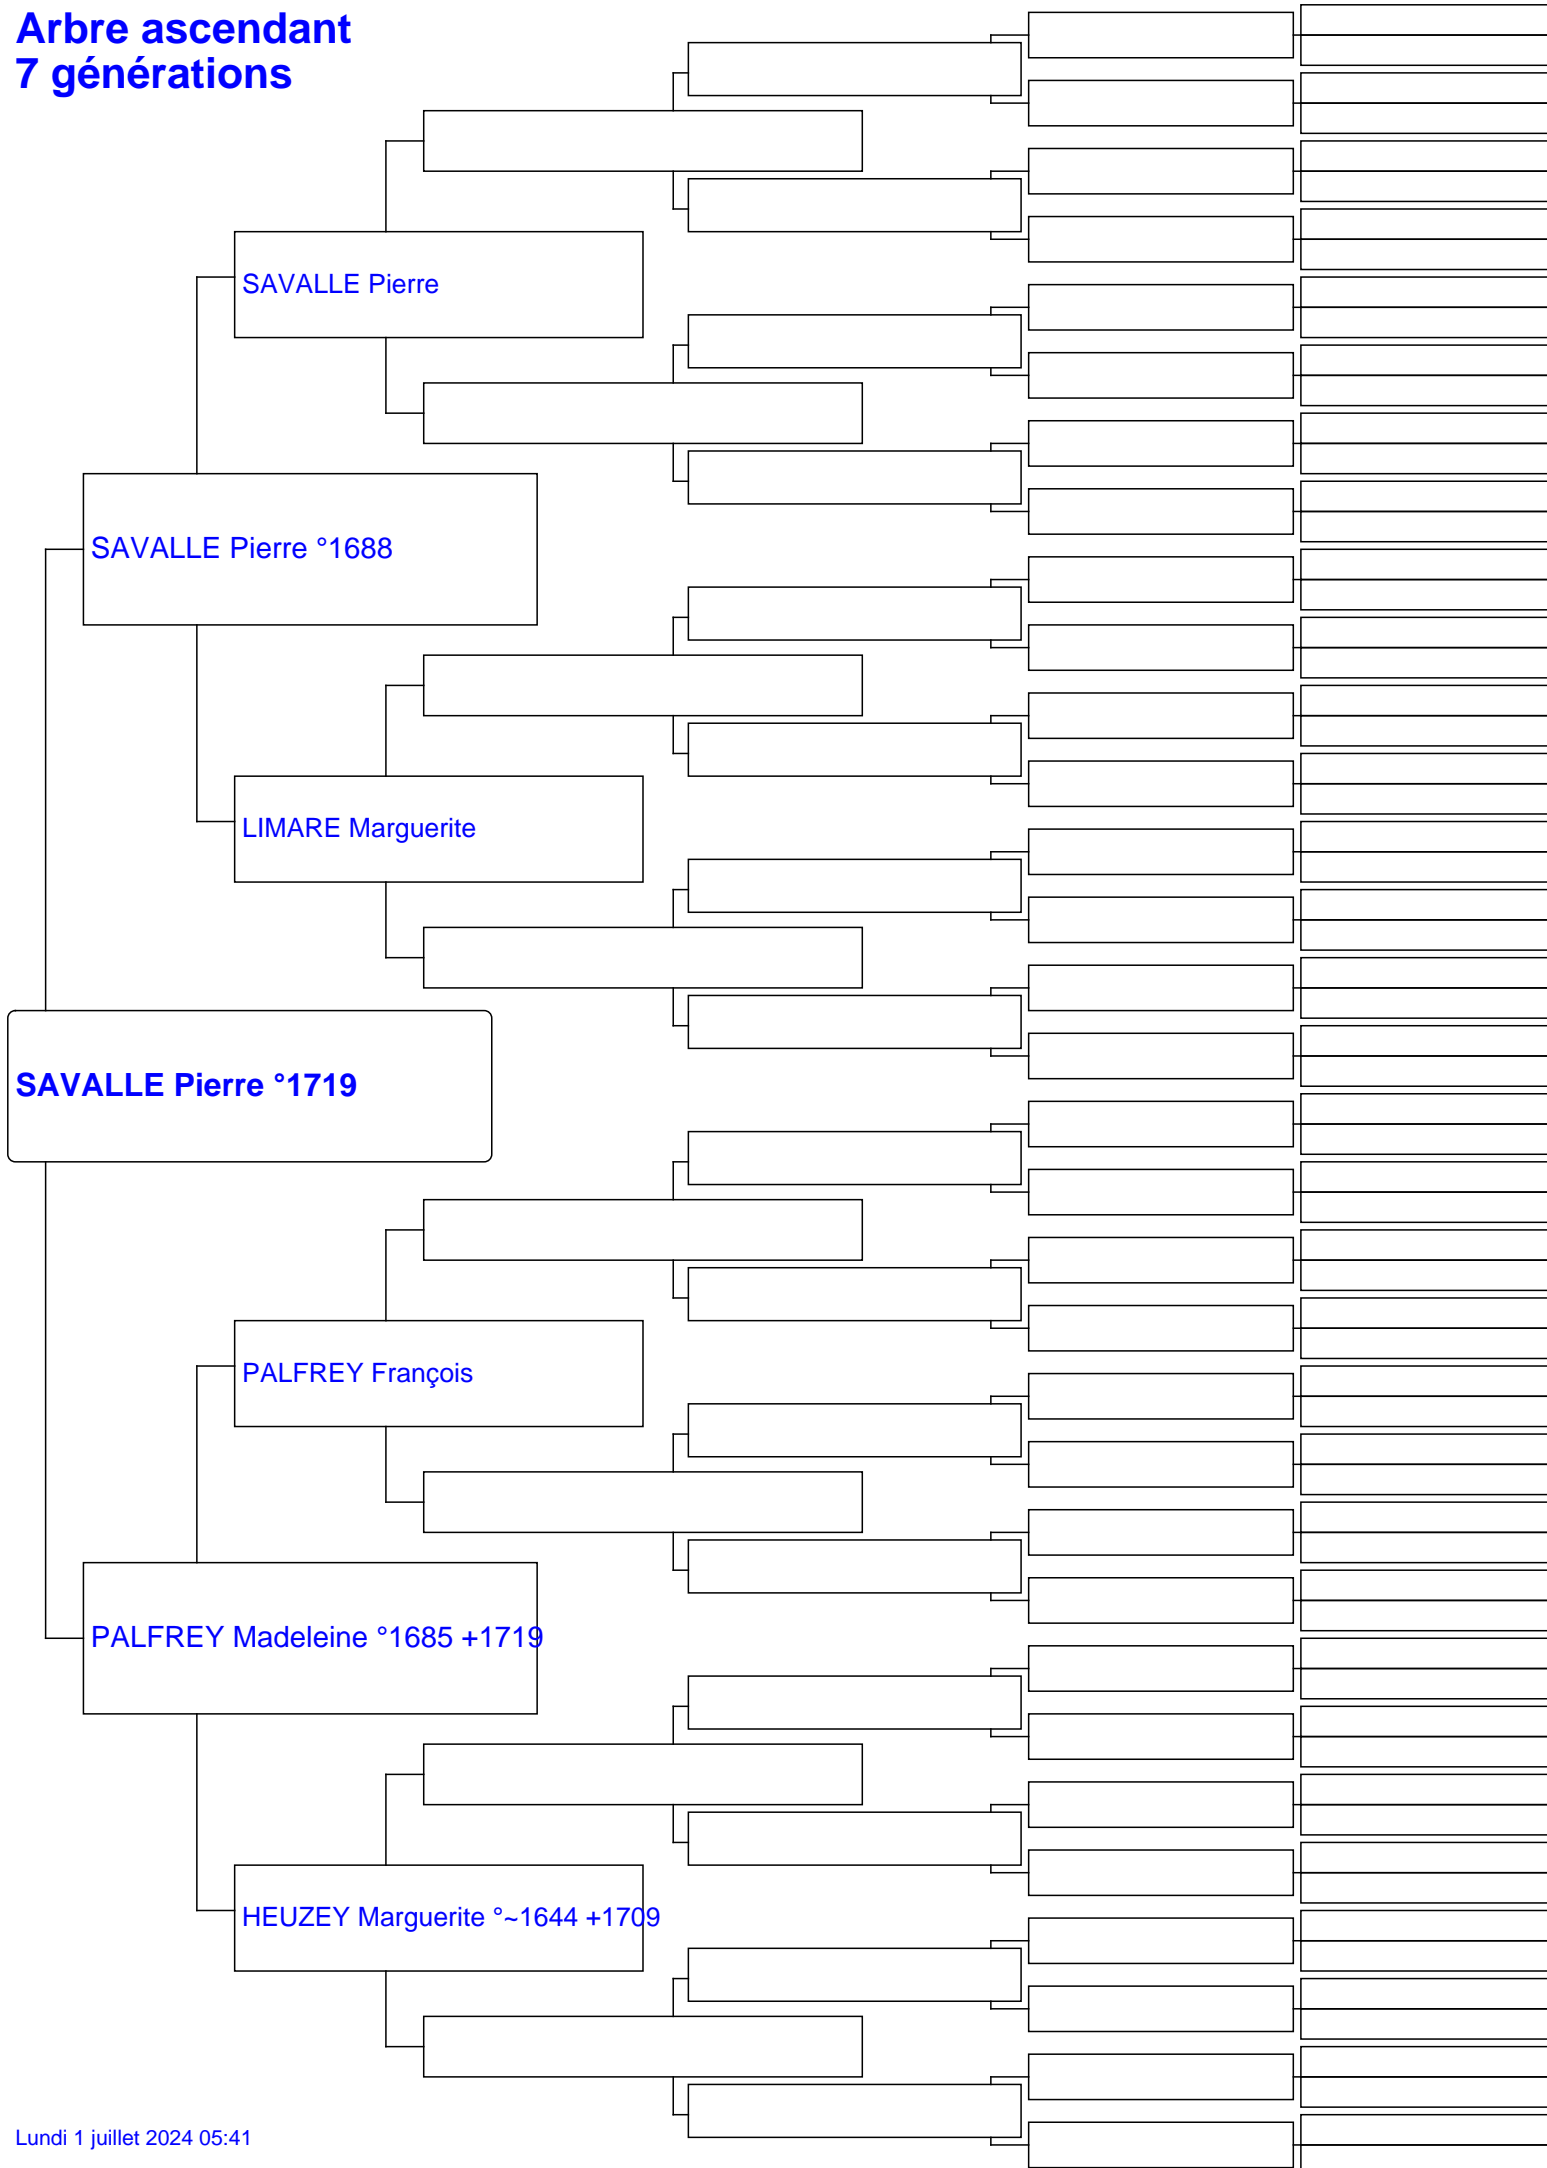 Arbre ascendant
7 générations
SAVALLE Pierre
SAVALLE Pierre °1688
LIMARE Marguerite
SAVALLE Pierre °1719
PALFREY François
PALFREY Madeleine °1685 +1719
HEUZEY Marguerite °~1644 +1709
Lundi 1 juillet 2024 05:41